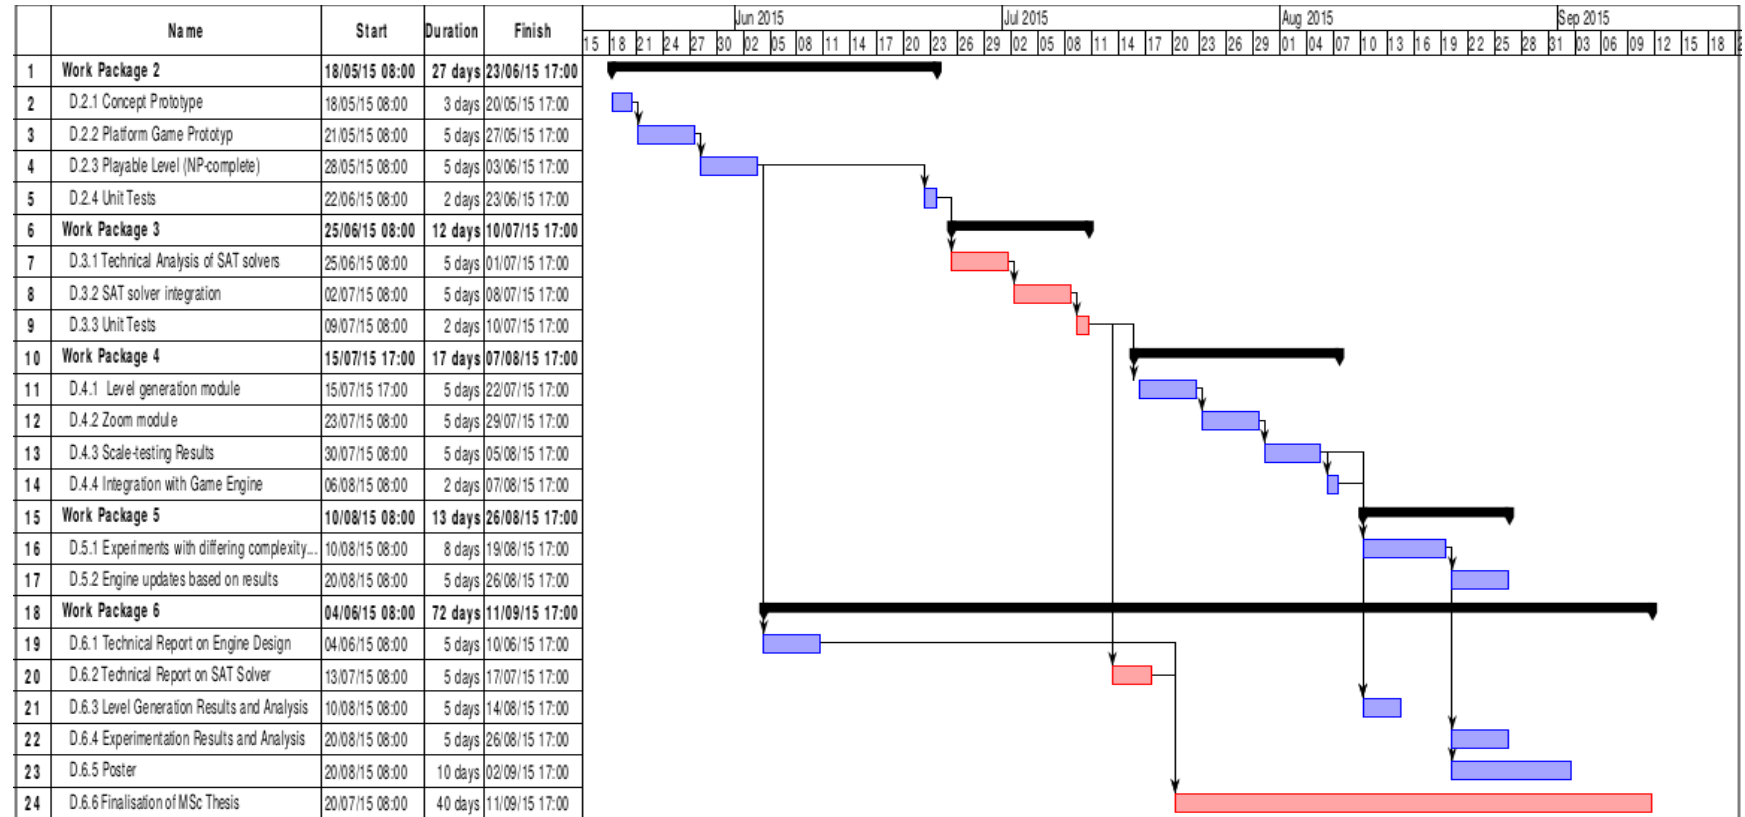 Jun 2015 Jul 2015 Aug 2015 Sep 2015
Name Start Duration Finish
15 18 21 24 27 30 02 05 08 11 14 17 20 23 26 29 02 05 08 11 14 17 20 23 26 29 01 04 07 10 13 16 19 22 25 28 31 03 06 09 12 15 18
1 Work Package 2 18/05/15 08:00 27 days 23/06/15 17:00
2 D.2.1 Concept Prototype 18/05/15 08:00 3 days 20/05/15 17:00
3 D.2.2 Platform Game Prototyp 21/05/15 08:00 5 days 27/05/15 17:00
4 D.2.3 Playable Level (NP-complete) 28/05/15 08:00 5 days 03/06/15 17:00
5 D.2.4 Unit Tests 22/06/15 08:00 2 days 23/06/15 17:00
6 Work Package 3 25/06/15 08:00 12 days 10/07/15 17:00
7 D.3.1 Technical Analysis of SAT solvers 25/06/15 08:00 5 days 01/07/15 17:00
8 D.3.2 SAT solver integration 02/07/15 08:00 5 days 08/07/15 17:00
9 D.3.3 Unit Tests 09/07/15 08:00 2 days 10/07/15 17:00
10 Work Package 4 15/07/15 17:00 17 days 07/08/15 17:00
11 D.4.1 Level generation module 15/07/15 17:00 5 days 22/07/15 17:00
12 D.4.2 Zoom module 23/07/15 08:00 5 days 29/07/15 17:00
13 D.4.3 Scale-testing Results 30/07/15 08:00 5 days 05/08/15 17:00
14 D.4.4 Integration with Game Engine 06/08/15 08:00 2 days 07/08/15 17:00
15 Work Package 5 10/08/15 08:00 13 days 26/08/15 17:00
16 D.5.1 Experiments with differing complexity... 10/08/15 08:00 8 days 19/08/15 17:00
17 D.5.2 Engine updates based on results 20/08/15 08:00 5 days 26/08/15 17:00
18 Work Package 6 04/06/15 08:00 72 days 11/09/15 17:00
19 D.6.1 Technical Report on Engine Design 04/06/15 08:00 5 days 10/06/15 17:00
20 D.6.2 Technical Report on SAT Solver 13/07/15 08:00 5 days 17/07/15 17:00
21 D.6.3 Level Generation Results and Analysis 10/08/15 08:00 5 days 14/08/15 17:00
22 D.6.4 Experimentation Results and Analysis 20/08/15 08:00 5 days 26/08/15 17:00
23 D.6.5 Poster 20/08/15 08:00 10 days 02/09/15 17:00
24 D.6.6 Finalisation of MSc Thesis 20/07/15 08:00 40 days 11/09/15 17:00